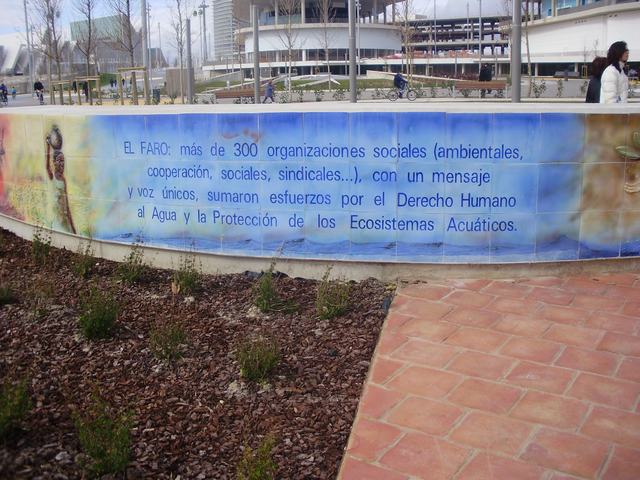 EL FARO: más de 300 organizaciones sociales (ambientales,
cooperación, sociales, sindicales...), con un mensaje
y voz únicos, sumaron esfuerzos por el Derecho Humano
al Agua y la Protección de los Ecosistemas Acuáticos.